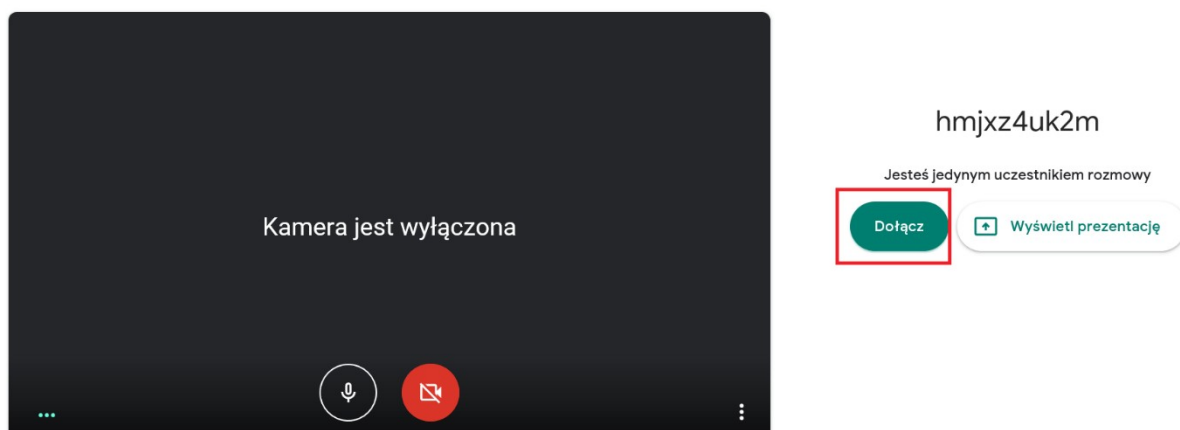 Kamera jest wyłączona
hmjxz4uk2m
Jesteś jedynym uczestnikiem rozmowy
Dołącz
Wyświetl prezentację